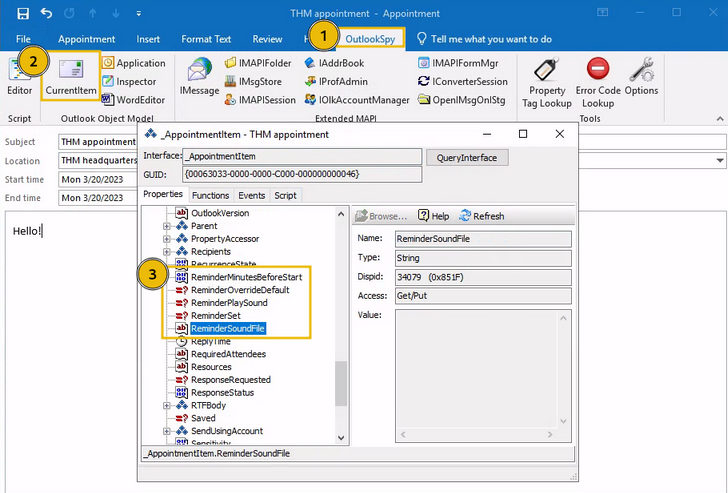 THM appointment - Appointment
File Appointment Insert Format Text Review H 1 OutlookSpy Tell me what you want to do
2
Editor
CurrentItem
Application
Inspector
WordEditor
IMessage
IMAPIFolder
IMsgStore
IMAPISession
IAddrBook
IProfAdmin
IOlkAccountManager
IMAPIFormMgr
IConverterSession
OpenIMsgOnIStg
Property
Tag Lookup
Error Code
Lookup
Options
Script Outlook Object Model Extended MAPI Tools
Subject THM appointment
Location THM headquarters
Start time Mon 3/20/2023
End time Mon 3/20/2023
Hello!
_AppointmentItem - THM appointment
Interface: _AppointmentItem QueryInterface
GUID: {00063033-0000-0000-C000-000000000046}
Properties Functions Events Script
OutlookVersion
Parent
PropertyAccessor
Recipients
RecurrenceState
3
ReminderMinutesBeforeStart
ReminderOverrideDefault
ReminderPlaySound
ReminderSet
ReminderSoundFile
ReplyTime
RequiredAttendees
Resources
ResponseRequested
ResponseStatus
RTFBody
Saved
SendUsingAccount
Sensitivity
Browse... Help Refresh
Name: ReminderSoundFile
Type: String
Dispid: 34079 (0x851F)
Access: Get/Put
Value:
_AppointmentItem.ReminderSoundFile